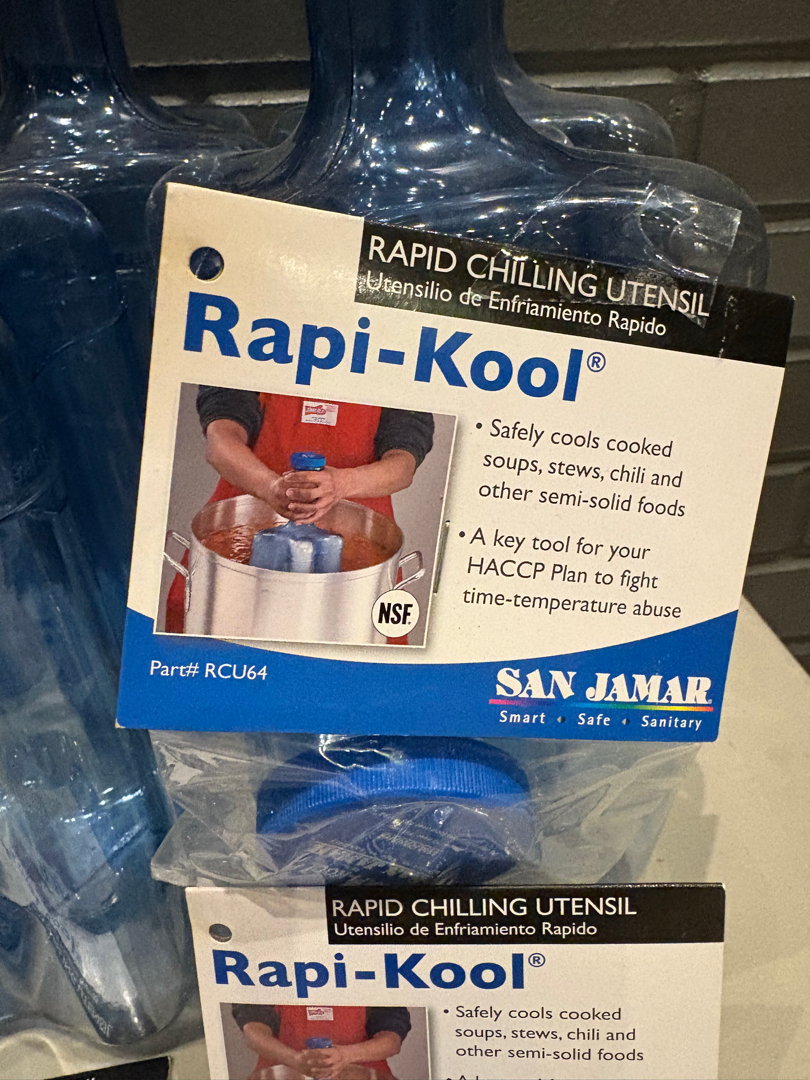 RAPID CHILLING UTENSIL
Utensilio de Enfriamiento Rapido
Rapi-Kool®
• Safely cools cooked
soups, stews, chili and
other semi-solid foods
• A key tool for your
HACCP Plan to fight
time-temperature abuse
NSF.
Part# RCU64
SAN JAMAR
Smart • Safe • Sanitary
RAPID CHILLING UTENSIL
Utensilio de Enfriamiento Rapido
Rapi-Kool®
• Safely cools cooked
soups, stews, chili and
other semi-solid foods